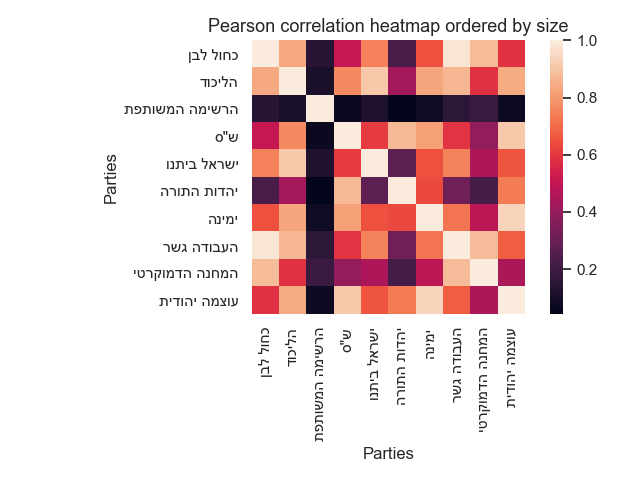 Pearson correlation heatmap ordered by size
כחול לבן
הליכוד
הרשימה המשותפת
ש"ס
ישראל ביתנו
יהדות התורה
ימינה
העבודה גשר
המחנה הדמוקרטי
עוצמה יהודית
Parties
1.0
0.8
0.6
0.4
0.2
כחול לבן
הליכוד
הרשימה המשותפת
ש"ס
ישראל ביתנו
יהדות התורה
ימינה
העבודה גשר
המחנה הדמוקרטי
עוצמה יהודית
Parties